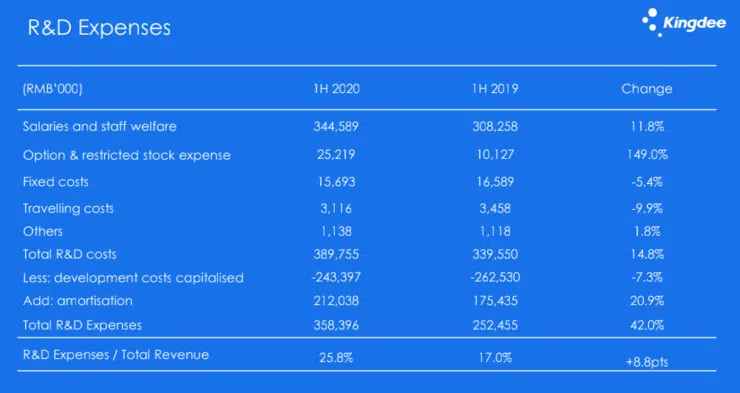 R&D Expenses
Kingdee
(RMB'000) 1H 2020 1H 2019 Change
Salaries and staff welfare 344,589 308,258 11.8%
Option & restricted stock expense 25,219 10,127 149.0%
Fixed costs 15,693 16,589 -5.4%
Travelling costs 3,116 3,458 -9.9%
Others 1,138 1,118 1.8%
Total R&D costs 389,755 339,550 14.8%
Less: development costs capitalised -243,397 -262,530 -7.3%
Add: amortisation 212,038 175,435 20.9%
Total R&D Expenses 358,396 252,455 42.0%
R&D Expenses / Total Revenue 25.8% 17.0% +8.8pts